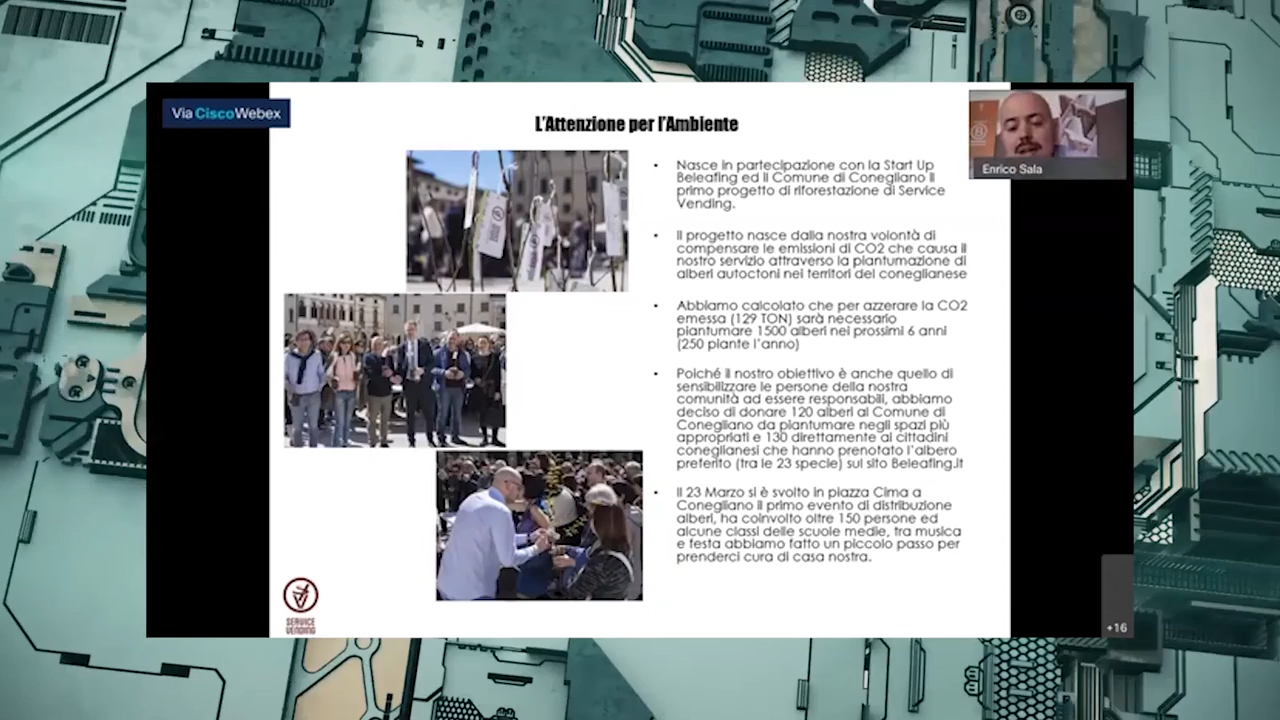 Via CiscoWebex
L'Attenzione per l'Ambiente
Enrico Sala
• Nasce in partecipazione con la Start Up
Beleafing ed il Comune di Conegliano il
primo progetto di riforestazione di Service
Vending.
• Il progetto nasce dalla nostra volontà di
compensare le emissioni di CO2 che causa il
nostro servizio attraverso la piantumazione di
alberi autoctoni nei territori del coneglianese
• Abbiamo calcolato che per azzerare la CO2
emessa (129 TON) sarà necessario
piantumare 1500 alberi nei prossimi 6 anni
(250 piante l'anno)
• Poiché il nostro obiettivo è anche quello di
sensibilizzare le persone della nostra
comunità ad essere responsabili, abbiamo
deciso di donare 120 alberi al Comune di
Conegliano da piantumare negli spazi più
appropriati e 130 direttamente ai cittadini
coneglianesi che hanno prenotato l'albero
preferito (tra le 23 specie) sul sito Beleafing.it
• Il 23 Marzo si è svolto in piazza Cima a
Conegliano il primo evento di distribuzione
alberi, ha coinvolto oltre 150 persone ed
alcune classi delle scuole medie, tra musica
e festa abbiamo fatto un piccolo passo per
prenderci cura di casa nostra.
SERVICE
VENDING
+16